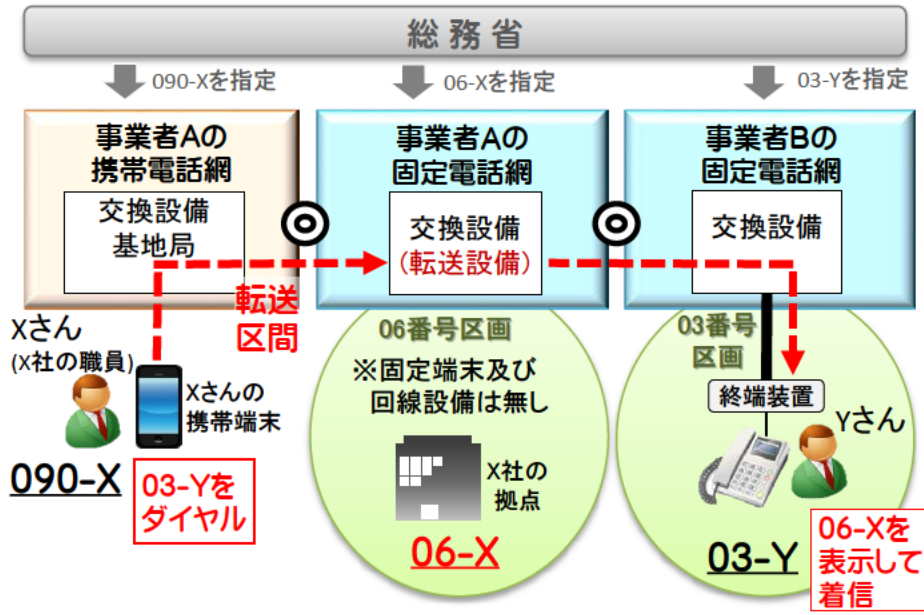 総務省
090-Xを指定
06-Xを指定
03-Yを指定
事業者Aの
携帯電話網
交換設備
基地局
事業者Aの
固定電話網
交換設備
(転送設備)
事業者Bの
固定電話網
交換設備
転送
区間
Xさん
(X社の職員)
Xさんの
携帯端末
090-X
03-Yを
ダイヤル
06番号区画
※固定端末及び
回線設備は無し
X社の
拠点
06-X
03番号
区画
終端装置
Yさん
03-Y
06-Xを
表示して
着信